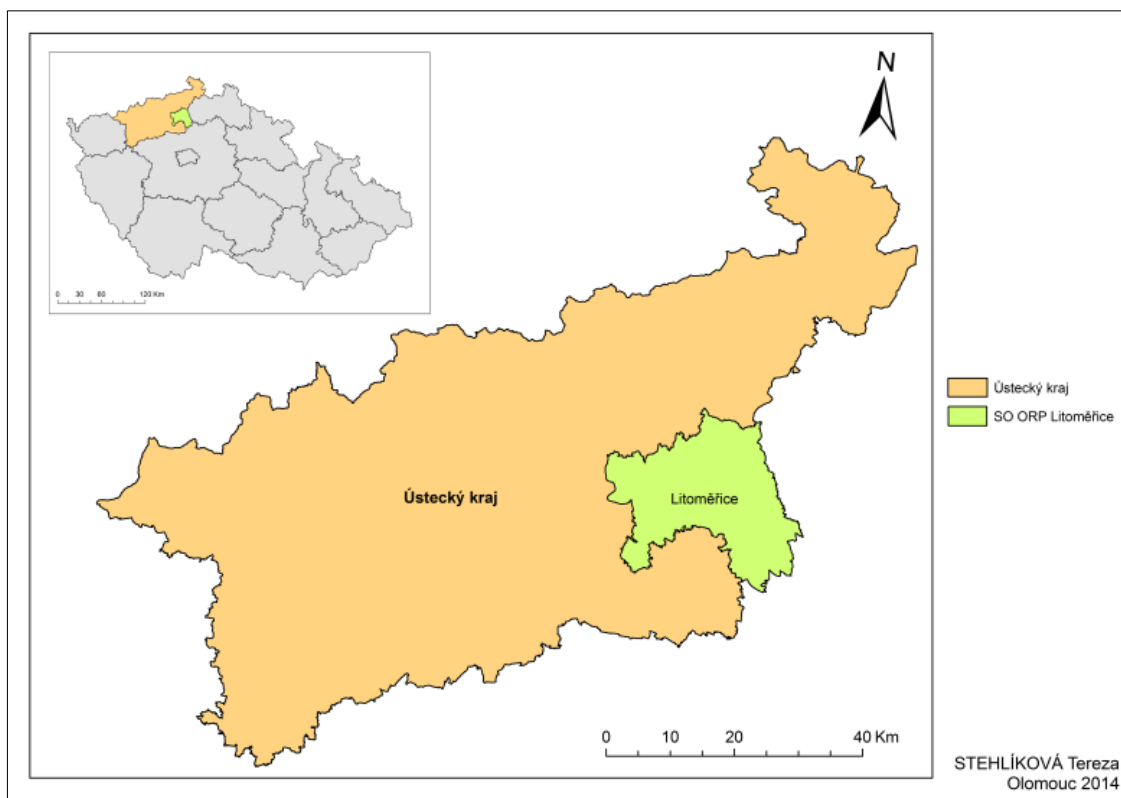 N
0 30 60 120 Km
Ústecký kraj
SO ORP Litoměřice
Ústecký kraj
Litoměřice
0 10 20 40 Km
STEHLÍKOVÁ Tereza
Olomouc 2014